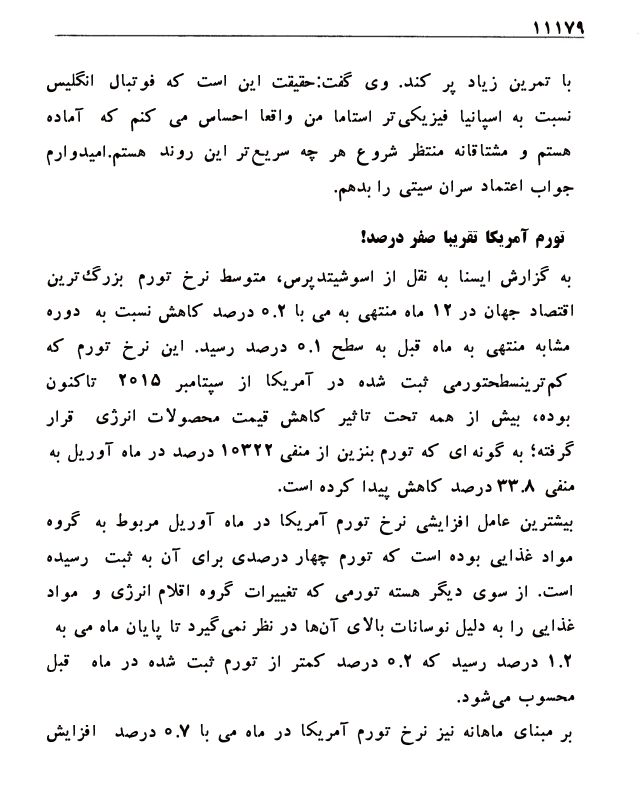 ۱۱۱۷۹
با تمرین زیاد پر کند. وی گفت:حقیقت این است که فوتبال انگلیس
نسبت به اسپانیا فیزیکی‌تر استاما من واقعا احساس می کنم که آماده
هستم و مشتاقانه منتظر شروع هر چه سریع‌تر این روند هستم.امیدوارم
جواب اعتماد سران سیتی را بدهم.
تورم آمریکا تقریبا صفر درصد!
به گزارش ایسنا به نقل از اسوشیتدپرس، متوسط نرخ تورم بزرگ‌ترین
اقتصاد جهان در ۱۲ ماه منتهی به می با ۰.۲ درصد کاهش نسبت به دوره
مشابه منتهی به ماه قبل به سطح ۰.۱ درصد رسید. این نرخ تورم که
کم‌ترینسطحتورمی ثبت شده در آمریکا از سپتامبر ۲۰۱۵ تاکنون
بوده، بیش از همه تحت تاثیر کاهش قیمت محصولات انرژی قرار
گرفته؛ به گونه ای که تورم بنزین از منفی ۱۰۳۲۲ درصد در ماه آوریل به
منفی ۳۳.۸ درصد کاهش پیدا کرده است.
بیشترین عامل افزایشی نرخ تورم آمریکا در ماه آوریل مربوط به گروه
مواد غذایی بوده است که تورم چهار درصدی برای آن به ثبت رسیده
است. از سوی دیگر هسته تورمی که تغییرات گروه اقلام انرژی و مواد
غذایی را به دلیل نوسانات بالای آن‌ها در نظر نمی‌گیرد تا پایان ماه می به
۱.۲ درصد رسید که ۰.۲ درصد کمتر از تورم ثبت شده در ماه قبل
محسوب می‌شود.
بر مبنای ماهانه نیز نرخ تورم آمریکا در ماه می با ۰.۷ درصد افزایش